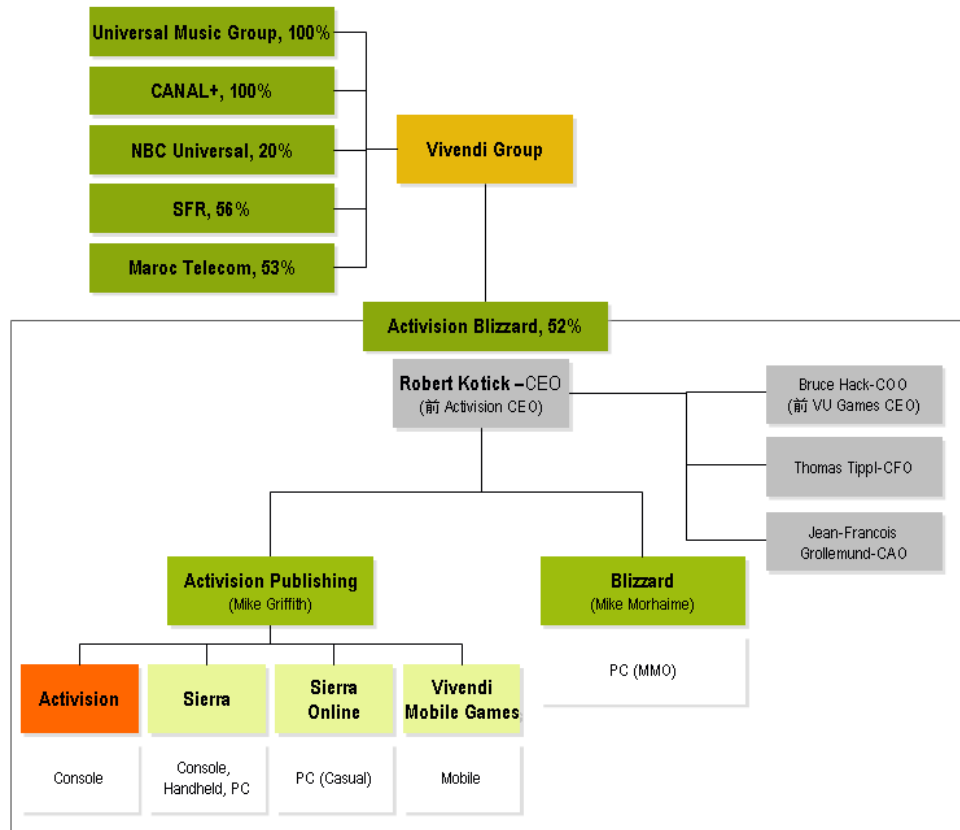 Universal Music Group, 100%
CANAL+, 100%
NBC Universal, 20%
SFR, 56%
Maroc Telecom, 53%
Vivendi Group
Activision Blizzard, 52%
Robert Kotick –CEO
(前 Activision CEO)
Bruce Hack-COO
(前 VU Games CEO)
Thomas Tippl-CFO
Jean-Francois
Grollemund-CAO
Activision Publishing
(Mike Griffith)
Blizzard
(Mike Morhaime)
PC (MMO)
Activision
Sierra
Sierra
Online
Vivendi
Mobile Games
Console
Console,
Handheld, PC
PC (Casual)
Mobile